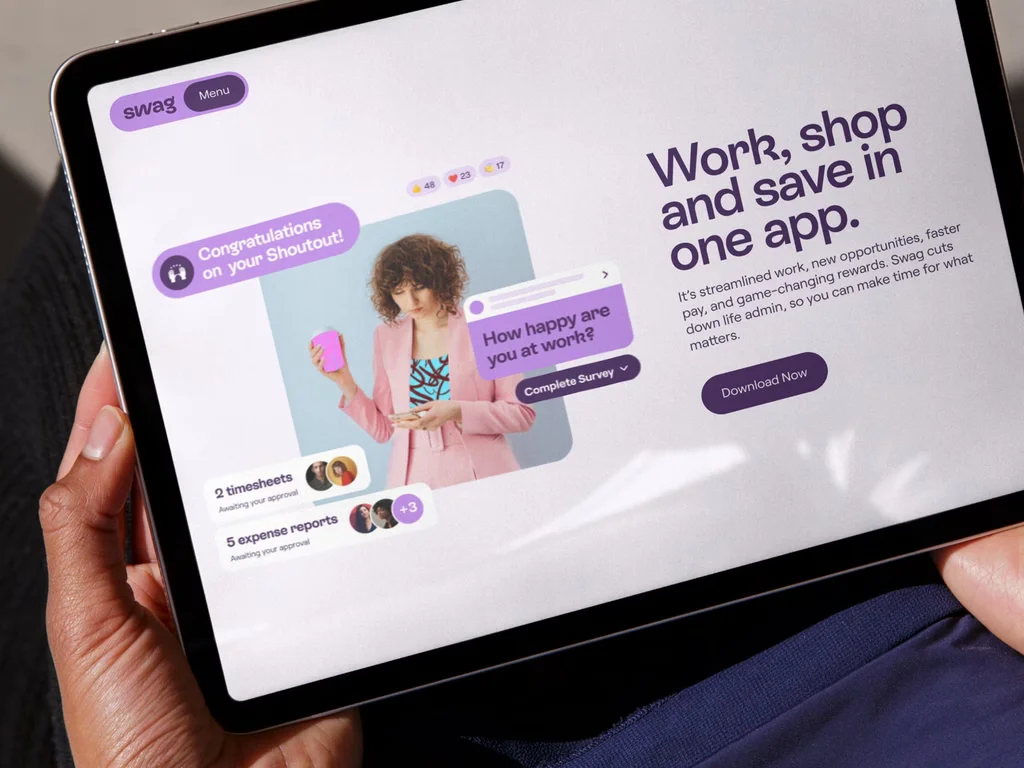 swag
Menu
48
23
17
Congratulations
on your Shoutout!
How happy are
you at work?
Complete Survey
2 timesheets
Awaiting your approval
5 expense reports
Awaiting your approval
+3
Work, shop
and save in
one app.
It's streamlined work, new opportunities, faster
pay, and game-changing rewards. Swag cuts
down life admin, so you can make time for what
matters.
Download Now